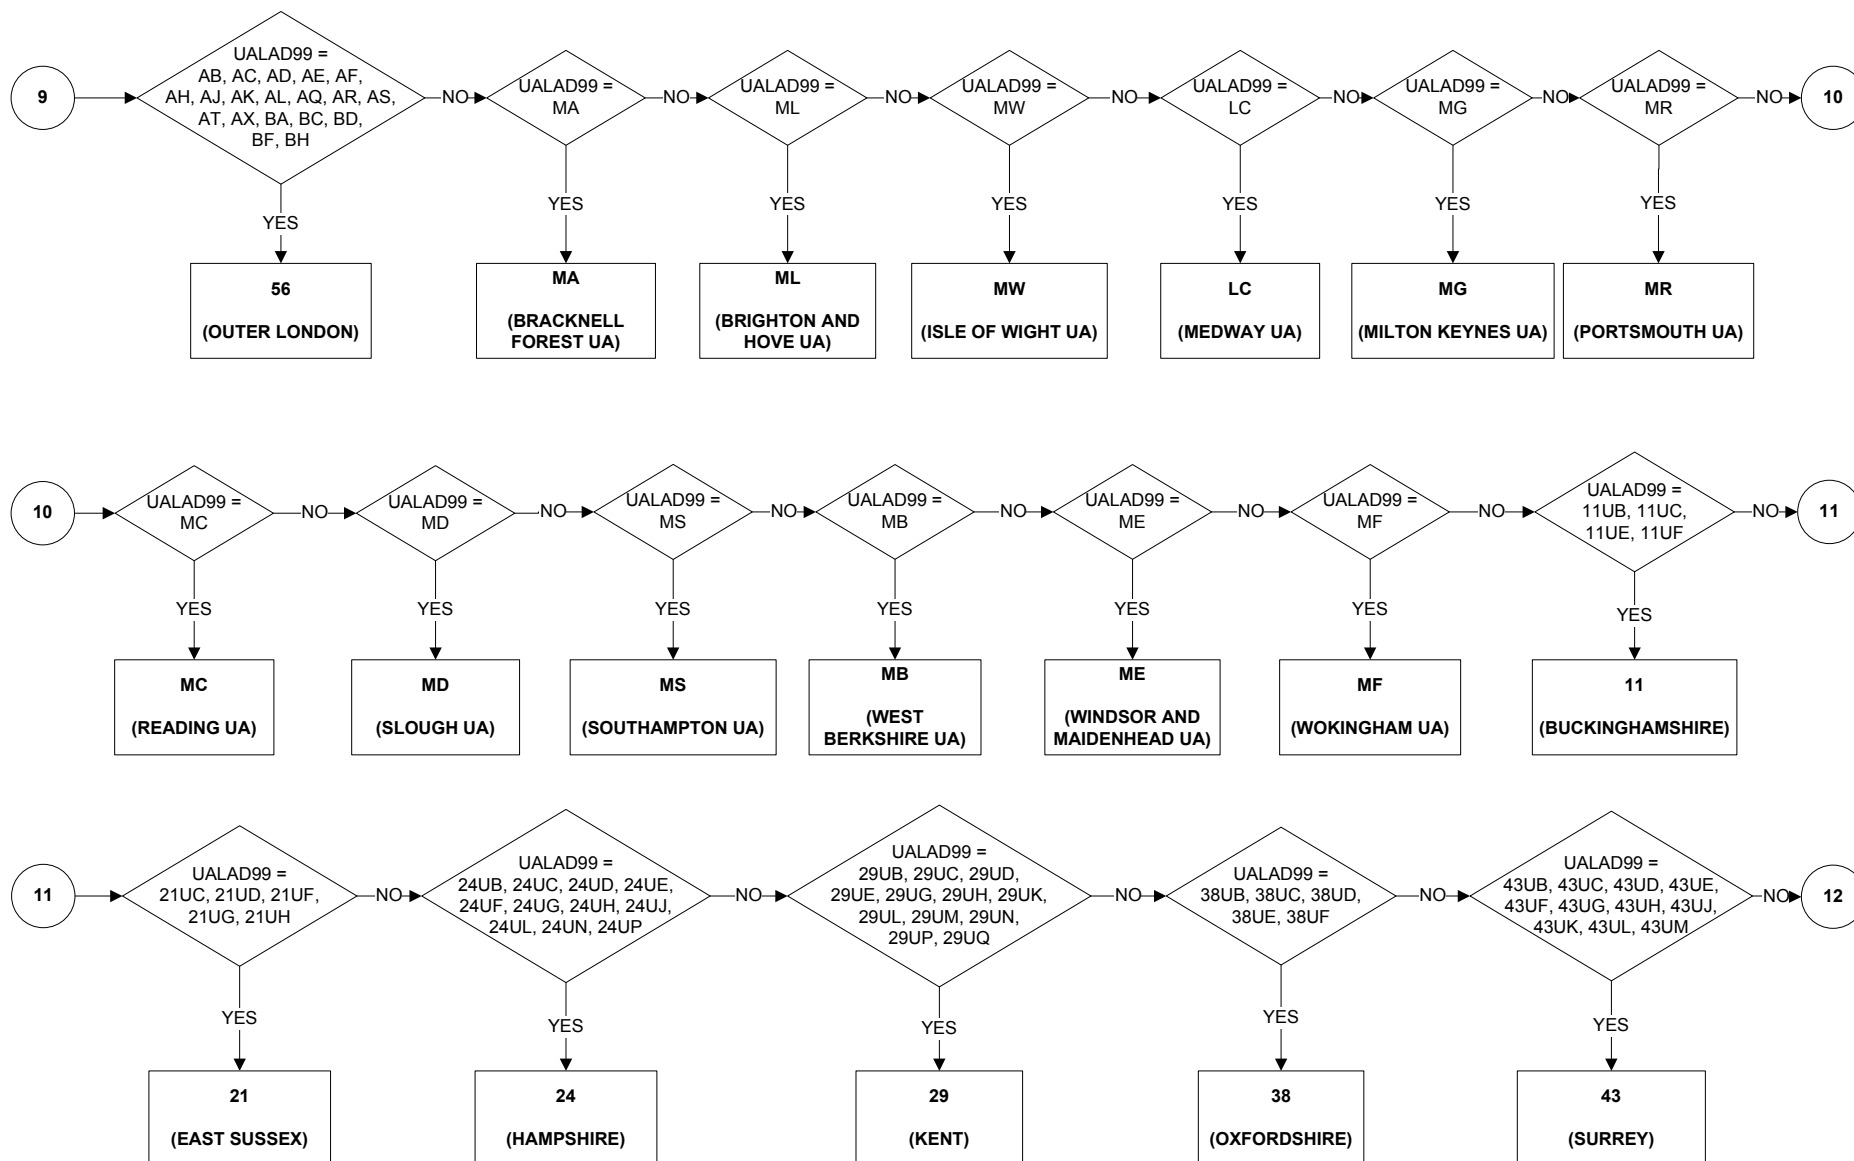 9
UALAD99 =
AB, AC, AD, AE, AF,
AH, AJ, AK, AL, AQ, AR, AS,
AT, AX, BA, BC, BD,
BF, BH
NO
UALAD99 =
MA
NO
UALAD99 =
ML
NO
UALAD99 =
MW
NO
UALAD99 =
LC
NO
UALAD99 =
MG
NO
UALAD99 =
MR
NO
10
YES
YES
YES
YES
YES
YES
YES
56
(OUTER LONDON)
MA
(BRACKNELL
FOREST UA)
ML
(BRIGHTON AND
HOVE UA)
MW
(ISLE OF WIGHT UA)
LC
(MEDWAY UA)
MG
(MILTON KEYNES UA)
MR
(PORTSMOUTH UA)
10
UALAD99 =
MC
NO
UALAD99 =
MD
NO
UALAD99 =
MS
NO
UALAD99 =
MB
NO
UALAD99 =
ME
NO
UALAD99 =
MF
NO
UALAD99 =
11UB, 11UC,
11UE, 11UF
NO
11
YES
YES
YES
YES
YES
YES
YES
MC
(READING UA)
MD
(SLOUGH UA)
MS
(SOUTHAMPTON UA)
MB
(WEST
BERKSHIRE UA)
ME
(WINDSOR AND
MAIDENHEAD UA)
MF
(WOKINGHAM UA)
11
(BUCKINGHAMSHIRE)
11
UALAD99 =
21UC, 21UD, 21UF,
21UG, 21UH
NO
UALAD99 =
24UB, 24UC, 24UD, 24UE,
24UF, 24UG, 24UH, 24UJ,
24UL, 24UN, 24UP
NO
UALAD99 =
29UB, 29UC, 29UD,
29UE, 29UG, 29UH, 29UK,
29UL, 29UM, 29UN,
29UP, 29UQ
NO
UALAD99 =
38UB, 38UC, 38UD,
38UE, 38UF
NO
UALAD99 =
43UB, 43UC, 43UD, 43UE,
43UF, 43UG, 43UH, 43UJ,
43UK, 43UL, 43UM
NO
12
YES
YES
YES
YES
YES
21
(EAST SUSSEX)
24
(HAMPSHIRE)
29
(KENT)
38
(OXFORDSHIRE)
43
(SURREY)